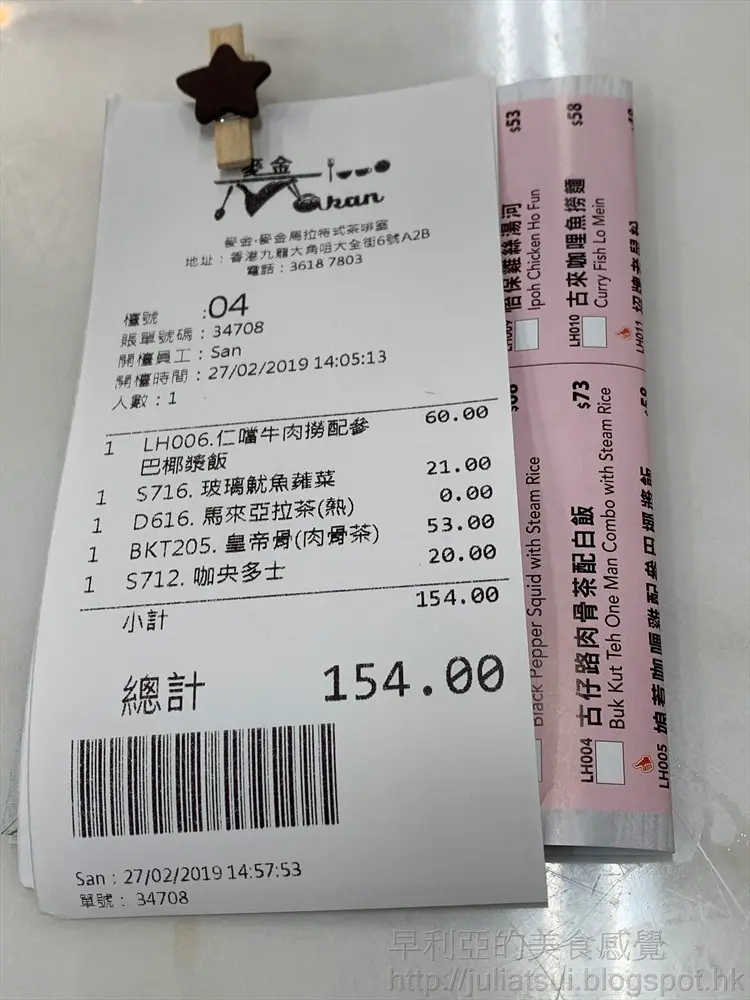 麥金
Makan
麥金·麥金馬拉特式茶啡室
地址：香港九龍大角咀大全街6號A2B
電話：3618 7803
檯號 :04
賬單號碼：34708
開檯員工：San
開檯時間：27/02/2019 14:05:13
人數：1
1 LH006.仁噹牛肉撈配參 60.00
巴椰漿飯
1 S716. 玻璃魷魚蕹菜 21.00
1 D616. 馬來亞拉茶(熱) 0.00
1 BKT205. 皇帝骨(肉骨茶) 53.00
1 S712. 咖央多士 20.00
小計 154.00
總計 154.00
San : 27/02/2019 14:57:53
單號： 34708
$53
怡保雞絲湯河
Ipoh Chicken Ho Fun
LH009
$58
古來咖哩魚撈麵
Curry Fish Lo Mein
LH010
LH011
Black Pepper Squid with Steam Rice
$73
古仔路肉骨茶配白飯
Buk Kut Teh One Man Combo with Steam Rice
LH004
LH005
早利亞的美食感覺
http://juliatsui.blogspot.hk